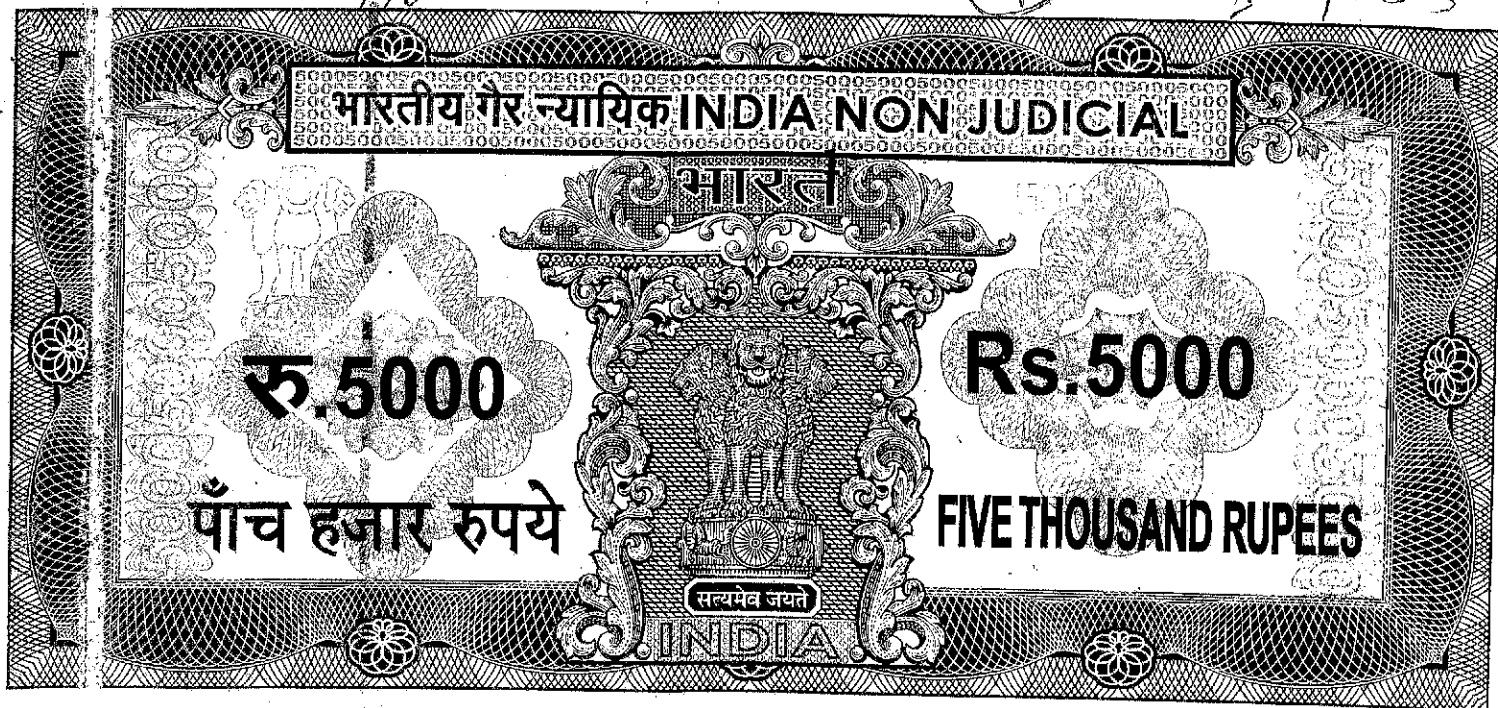 भारतीय गैर न्यायिक INDIA NON JUDICIAL
भारत
रु.5000
Rs.5000
पाँच हजार रुपये
FIVE THOUSAND RUPEES
सत्यमेव जयते
INDIA